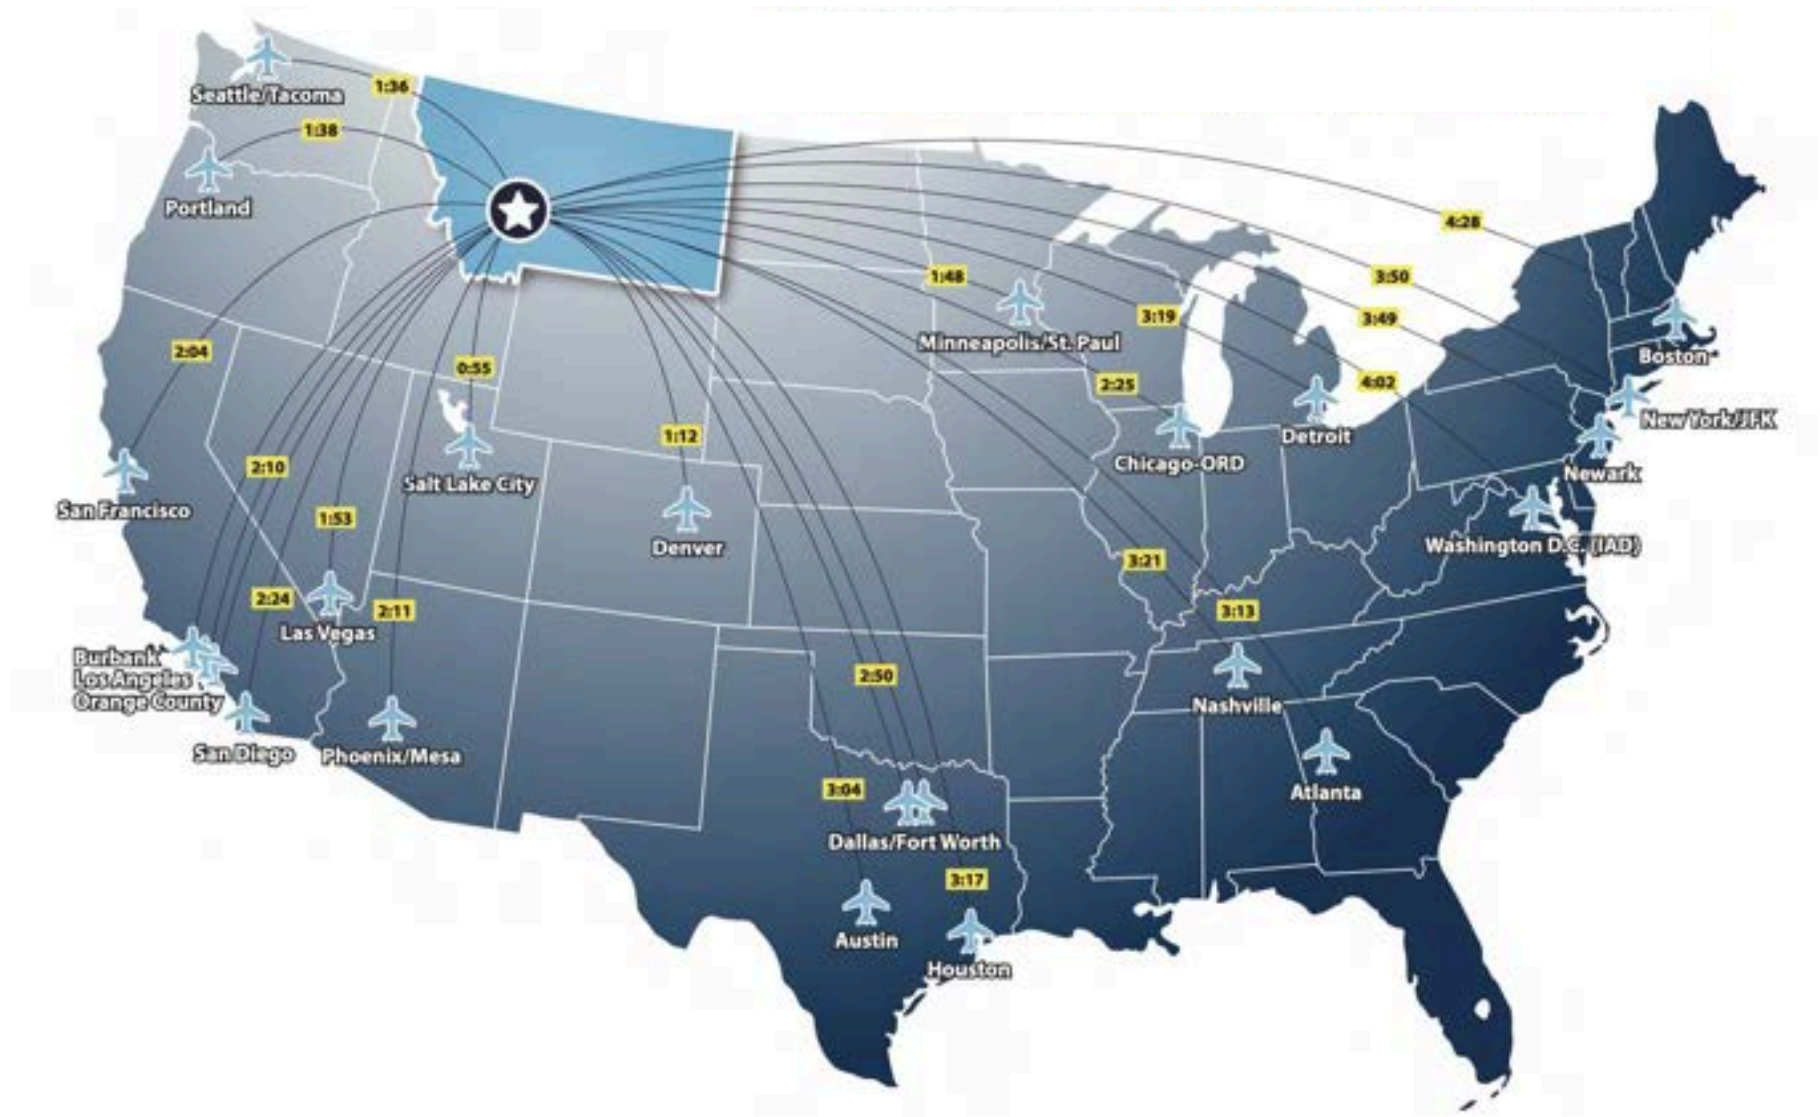 1:36
Seattle/Tacoma
1:38
Portland
4:28
1:48
3:50
3:19
3:49
Minneapolis/St. Paul
2:04
Boston
0:55
2:25
4:02
New York/JFK
1:12
Detroit
Chicago-ORD
2:10
Newark
Salt Lake City
San Francisco
1:53
Denver
Washington D.C. (IAD)
3:21
2:24
2:11
3:13
Las Vegas
Burbank
Los Angeles
Orange County
2:50
Nashville
San Diego
Phoenix/Mesa
3:04
Atlanta
Dallas/Fort Worth
3:17
Austin
Houston